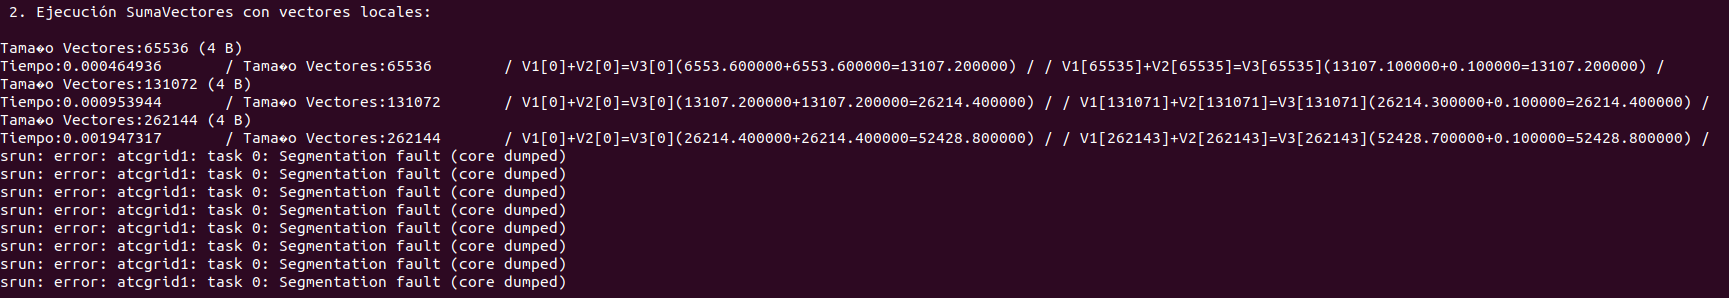 2. Ejecución SumaVectores con vectores locales:
Tama�o Vectores:65536 (4 B)
Tiempo:0.000464936 / Tama�o Vectores:65536 / V1[0]+V2[0]=V3[0](6553.600000+6553.600000=13107.200000) / / V1[65535]+V2[65535]=V3[65535](13107.100000+0.100000=13107.200000) /
Tama�o Vectores:131072 (4 B)
Tiempo:0.000953944 / Tama�o Vectores:131072 / V1[0]+V2[0]=V3[0](13107.200000+13107.200000=26214.400000) / / V1[131071]+V2[131071]=V3[131071](26214.300000+0.100000=26214.400000) /
Tama�o Vectores:262144 (4 B)
Tiempo:0.001947317 / Tama�o Vectores:262144 / V1[0]+V2[0]=V3[0](26214.400000+26214.400000=52428.800000) / / V1[262143]+V2[262143]=V3[262143](52428.700000+0.100000=52428.800000) /
srun: error: atcgrid1: task 0: Segmentation fault (core dumped)
srun: error: atcgrid1: task 0: Segmentation fault (core dumped)
srun: error: atcgrid1: task 0: Segmentation fault (core dumped)
srun: error: atcgrid1: task 0: Segmentation fault (core dumped)
srun: error: atcgrid1: task 0: Segmentation fault (core dumped)
srun: error: atcgrid1: task 0: Segmentation fault (core dumped)
srun: error: atcgrid1: task 0: Segmentation fault (core dumped)
srun: error: atcgrid1: task 0: Segmentation fault (core dumped)